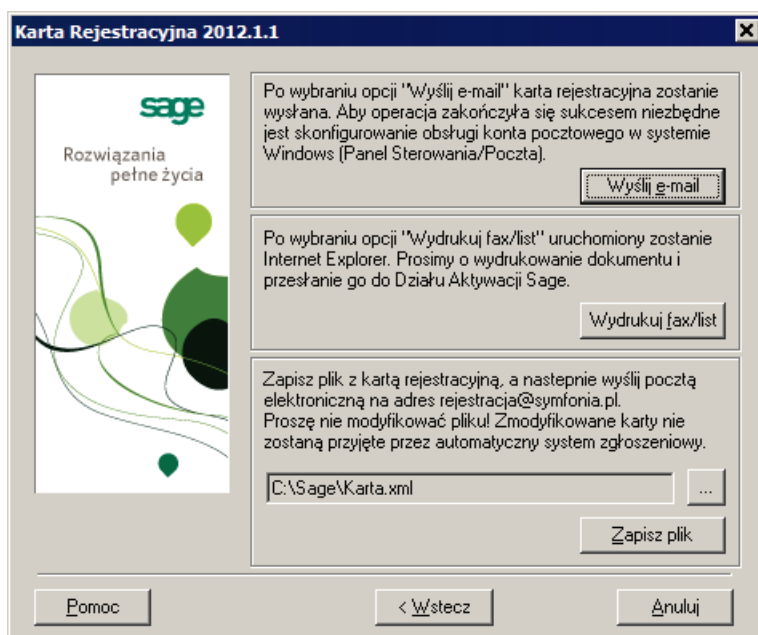 Karta Rejestracyjna 2012.1.1
sage
Rozwiązania
pełne życia
Po wybraniu opcji "Wyślij e-mail" karta rejestracyjna zostanie
wysłana. Aby operacja zakończyła się sukcesem niezbędne
jest skonfigurowanie obsługi konta pocztowego w systemie
Windows (Panel Sterowania/Poczta).
Wyślij e-mail
Po wybraniu opcji "Wydrukuj fax/list" uruchomiony zostanie
Internet Explorer. Prosimy o wydrukowanie dokumentu i
przesłanie go do Działu Aktywacji Sage.
Wydrukuj fax/list
Zapisz plik z kartą rejestracyjną, a nastepnie wyślij pocztą
elektroniczną na adres rejestracja@symfonia.pl.
Proszę nie modyfikować pliku! Zmodyfikowane karty nie
zostaną przyjęte przez automatyczny system zgłoszeniowy.
C:\Sage\Karta.xml
...
Zapisz plik
Pomoc
< Wstecz
Anuluj